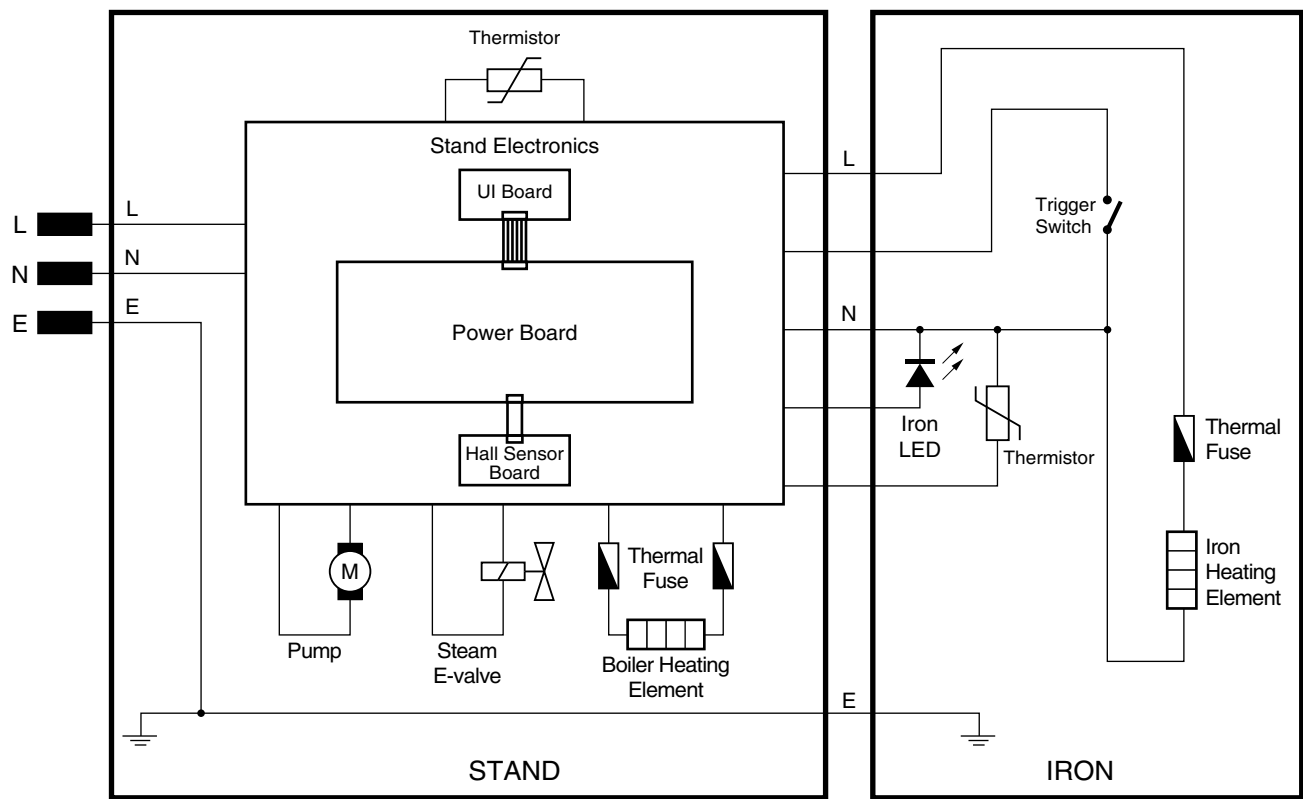 Thermistor
Stand Electronics
UI Board
Power Board
Hall Sensor
Board
L
N
E
L
N
E
M
Pump
Steam
E-valve
Thermal
Fuse
Boiler Heating
Element
STAND
L
N
E
Trigger
Switch
Iron
LED
Thermistor
Thermal
Fuse
Iron
Heating
Element
IRON